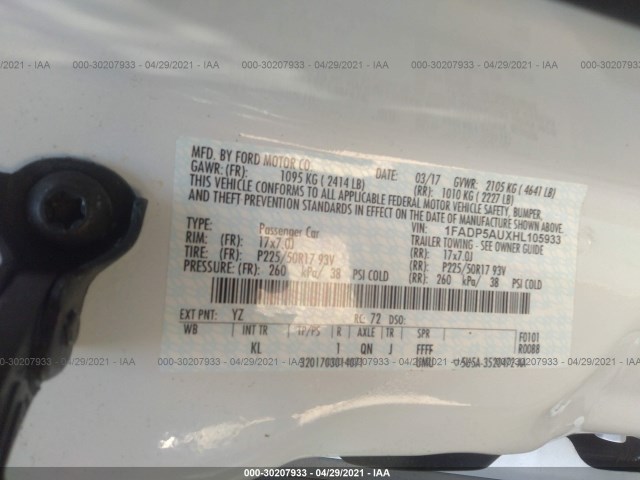 000-30207933 - 04/29/2021 - IAA
MFD. BY FORD MOTOR CO.
DATE: 03/17 GVWR: 2105 KG ( 4641 LB)
GAWR: (FR): 1095 KG ( 2414 LB) (RR): 1010 KG ( 2227 LB)
THIS VEHICLE CONFORMS TO ALL APPLICABLE FEDERAL MOTOR VEHICLE SAFETY, BUMPER,
AND THEFT PREVENTION STANDARDS IN EFFECT ON THE DATE OF MANUFACTURE SHOWN ABOVE.
VIN: 1FADP5AUXHL105933
TYPE: Passenger Car TRAILER TOWING - SEE OWNER GUIDE
RIM: (FR): 17x7.0J (RR): 17x7.0J
TIRE: (FR): P225/50R17 93V (RR): P225/50R17 93V
PRESSURE: (FR): 260 kPa/ 38 PSI COLD (RR): 260 kPa/ 38 PSI COLD
EXT PNT: YZ RC: 72 DSO:
WB INT TR TP/PS R AXLE TR SPR F0101
KL 1 QN J FFFF R0088
000-30207933 - 04/29/2021 - IAA